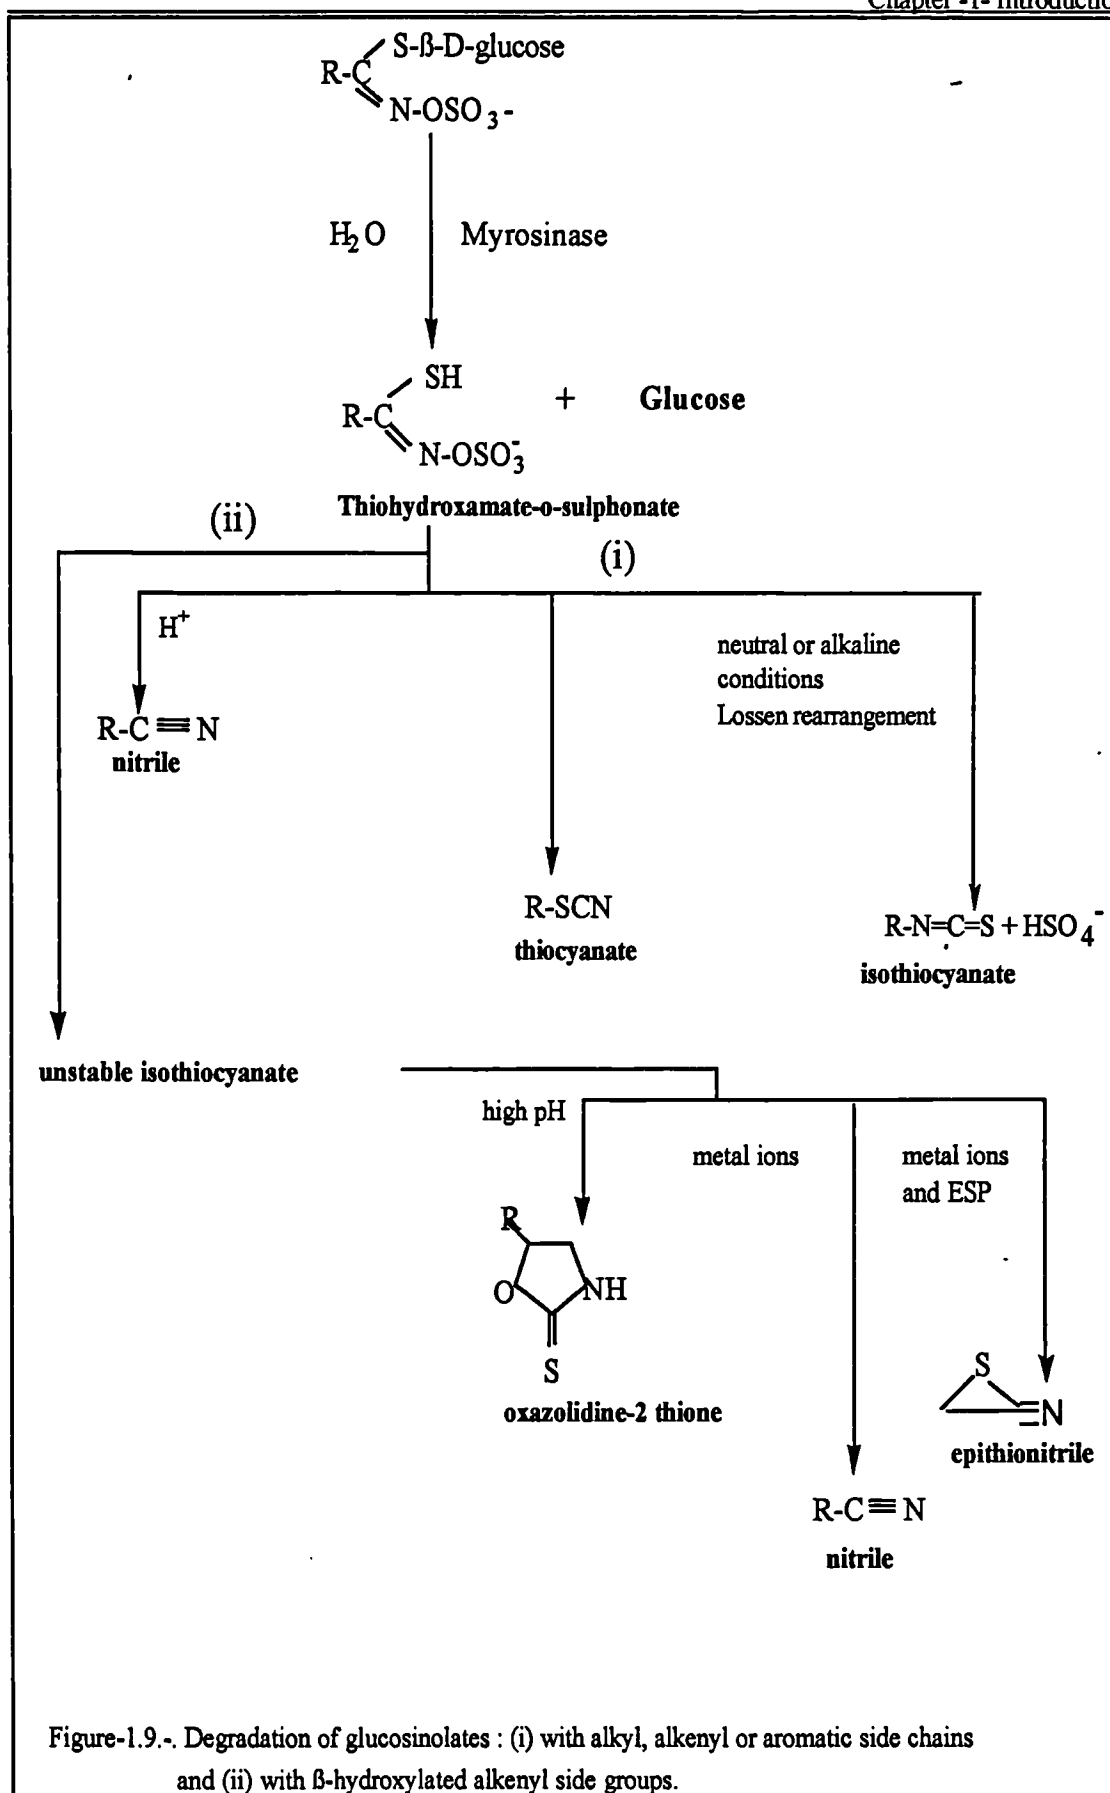 Chapter -1- Introductio
S-ß-D-glucose
R-C
N-OSO3-
H2O Myrosinase
SH
R-C + Glucose
N-OSO3-
Thiohydroxamate-o-sulphonate
(ii)
(i)
H+
neutral or alkaline
conditions
Lossen rearrangement
R-C≡N
nitrile
R-SCN
thiocyanate
R-N=C=S + HSO4-
isothiocyanate
unstable isothiocyanate
high pH
metal ions
metal ions
and ESP
R
O
NH
S
oxazolidine-2 thione
S
N
epithionitrile
R-C≡N
nitrile
Figure-1.9.-. Degradation of glucosinolates : (i) with alkyl, alkenyl or aromatic side chains
and (ii) with ß-hydroxylated alkenyl side groups.